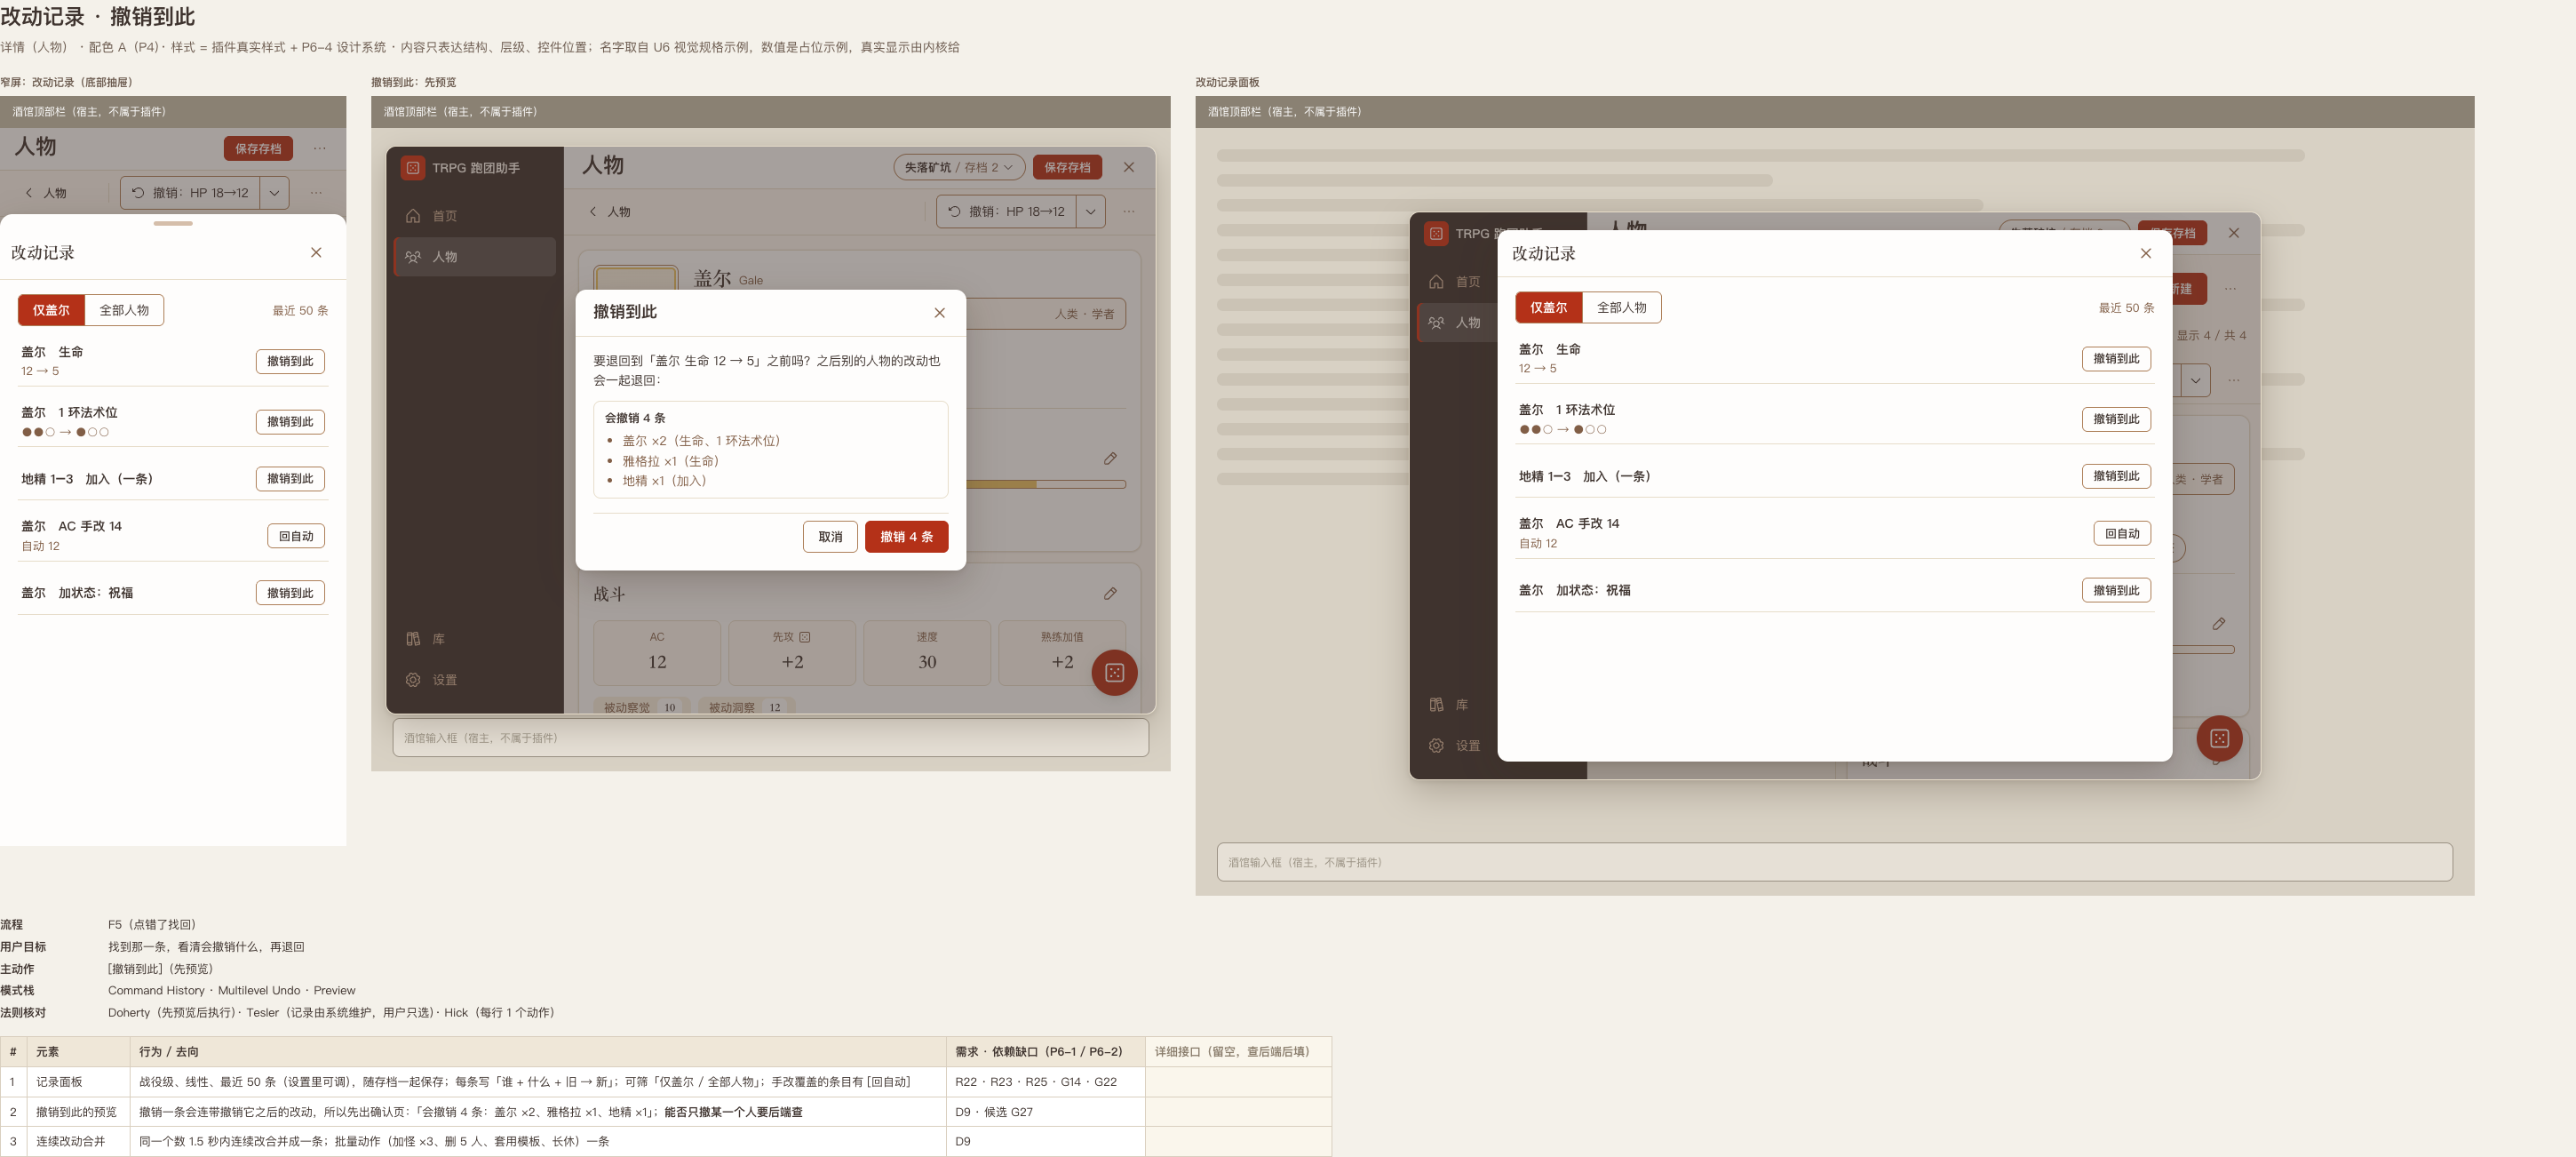 改动记录 · 撤销到此
详情（人物） · 配色 A（P4）· 样式 = 插件真实样式 + P6-4 设计系统 · 内容只表达结构、层级、控件位置；名字取自 U6 视觉规格示例，数值是占位示例，真实显示由内核给
窄屏：改动记录（底部抽屉）
酒馆顶部栏（宿主，不属于插件）
人物
保存存档
人物
撤销：HP 18→12
改动记录
仅盖尔
全部人物
最近 50 条
盖尔 生命
12 → 5
撤销到此
盖尔 1 环法术位
●●○ → ●○○
撤销到此
地精 1—3 加入（一条）
撤销到此
盖尔 AC 手改 14
自动 12
回自动
盖尔 加状态：祝福
撤销到此
撤销到此：先预览
酒馆顶部栏（宿主，不属于插件）
TRPG 跑团助手
首页
人物
库
设置
人物
失落矿坑 / 存档 2
保存存档
人物
撤销：HP 18→12
盖尔 Gale
人类 · 学者
撤销到此
要退回到「盖尔 生命 12 → 5」之前吗？之后别的人物的改动也
会一起退回：
会撤销 4 条
• 盖尔 ×2（生命、1 环法术位）
• 雅格拉 ×1（生命）
• 地精 ×1（加入）
取消
撤销 4 条
战斗
AC
12
先攻
+2
速度
30
熟练加值
+2
被动察觉 10
被动洞察 12
酒馆输入框（宿主，不属于插件）
改动记录面板
酒馆顶部栏（宿主，不属于插件）
TRPG
首页
人物
库
设置
人物
存档
新建
显示 4 / 共 4
类 · 学者
改动记录
仅盖尔
全部人物
最近 50 条
盖尔 生命
12 → 5
撤销到此
盖尔 1 环法术位
●●○ → ●○○
撤销到此
地精 1—3 加入（一条）
撤销到此
盖尔 AC 手改 14
自动 12
回自动
盖尔 加状态：祝福
撤销到此
酒馆输入框（宿主，不属于插件）
流程 F5（点错了找回）
用户目标 找到那一条，看清会撤销什么，再退回
主动作 [撤销到此]（先预览）
模式栈 Command History · Multilevel Undo · Preview
法则核对 Doherty（先预览后执行）· Tesler（记录由系统维护，用户只选）· Hick（每行 1 个动作）
# 元素 行为 / 去向 需求 · 依赖缺口（P6-1 / P6-2） 详细接口（留空，查后端后填）
1 记录面板 战役级、线性、最近 50 条（设置里可调），随存档一起保存；每条写「谁 + 什么 + 旧 → 新」；可筛「仅盖尔 / 全部人物」；手改覆盖的条目有 [回自动] R22 · R23 · R25 · G14 · G22
2 撤销到此的预览 撤销一条会连带撤销它之后的改动，所以先出确认页：「会撤销 4 条：盖尔 ×2、雅格拉 ×1、地精 ×1」；能否只撤某一个人要后端查 D9 · 候选 G27
3 连续改动合并 同一个数 1.5 秒内连续改合并成一条；批量动作（加怪 ×3、删 5 人、套用模板、长休）一条 D9